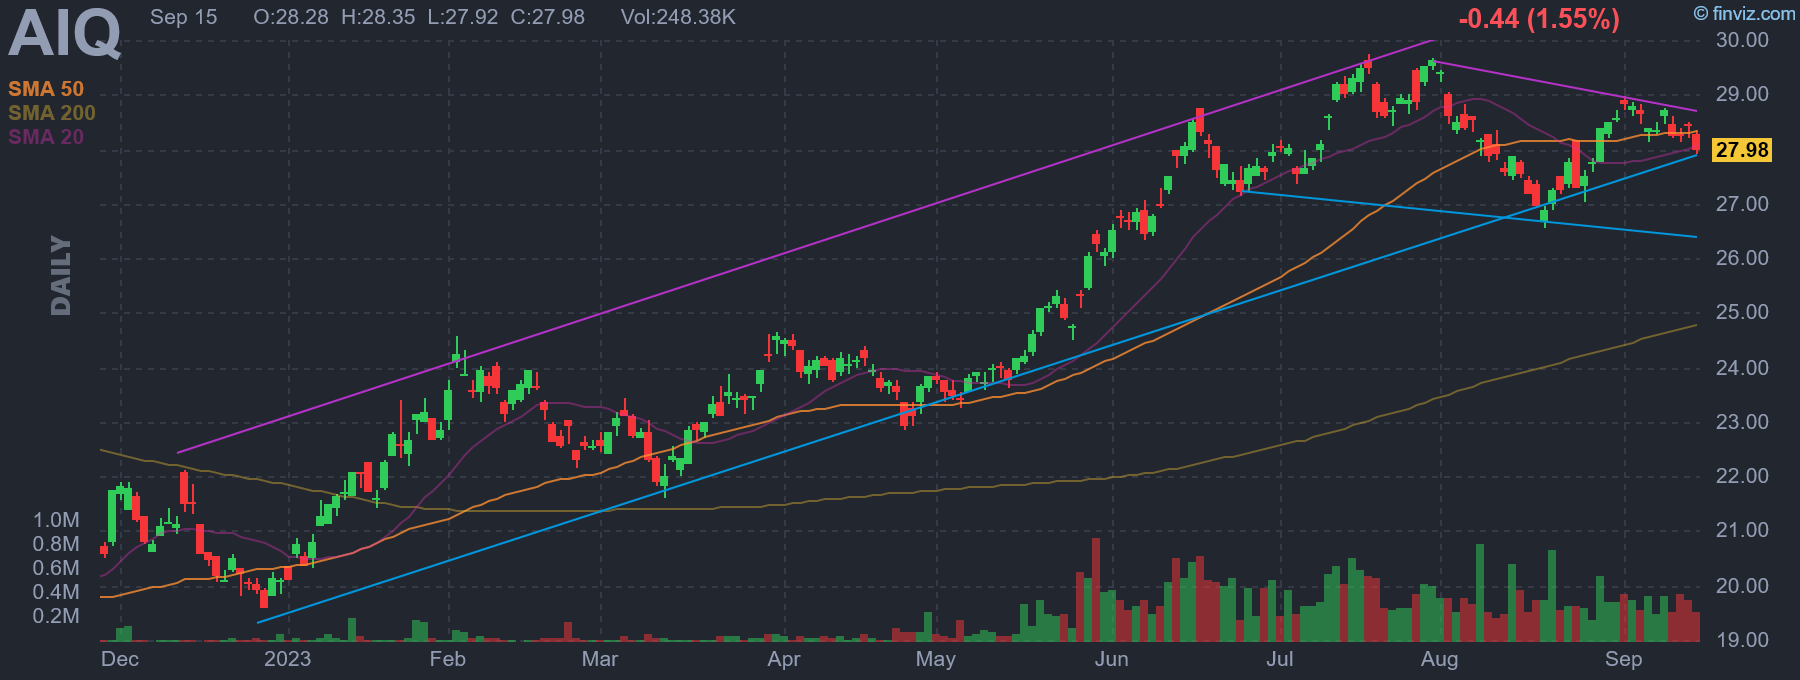 AIQ Sep 15 O:28.28 H:28.35 L:27.92 C:27.98 Vol:248.38K -0.44 (1.55%) © finviz.com
SMA 50
SMA 200
SMA 20
DAILY
30.00
29.00
27.98
27.00
26.00
25.00
24.00
23.00
22.00
21.00
20.00
19.00
1.0M
0.8M
0.6M
0.4M
0.2M
Dec 2023 Feb Mar Apr May Jun Jul Aug Sep